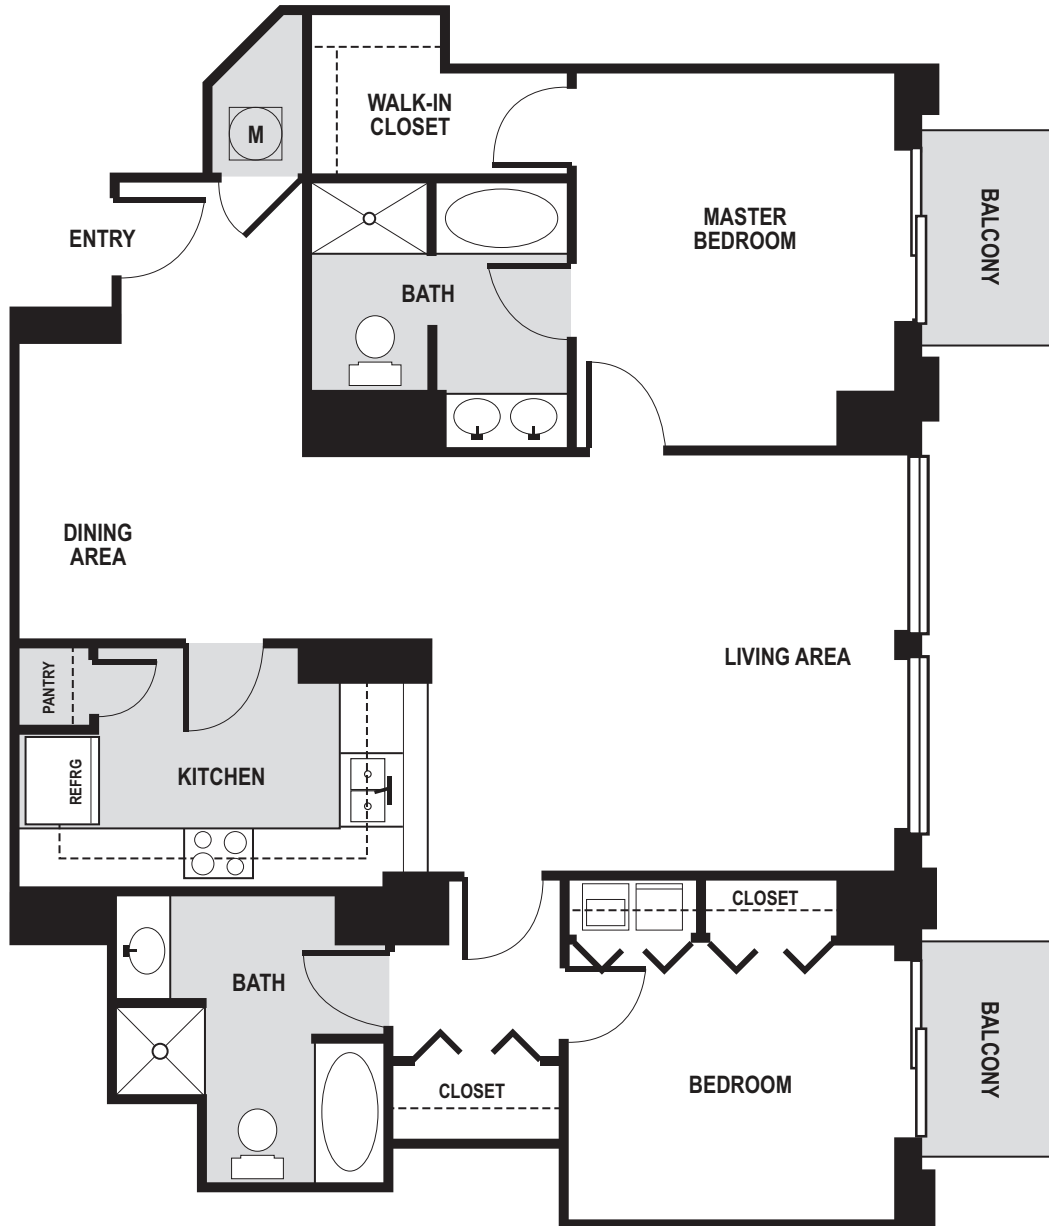 WALK-IN
CLOSET
M
ENTRY
MASTER
BEDROOM
BALCONY
BATH
DINING
AREA
LIVING AREA
PANTRY
REFRG
KITCHEN
CLOSET
BATH
CLOSET
BEDROOM
BALCONY